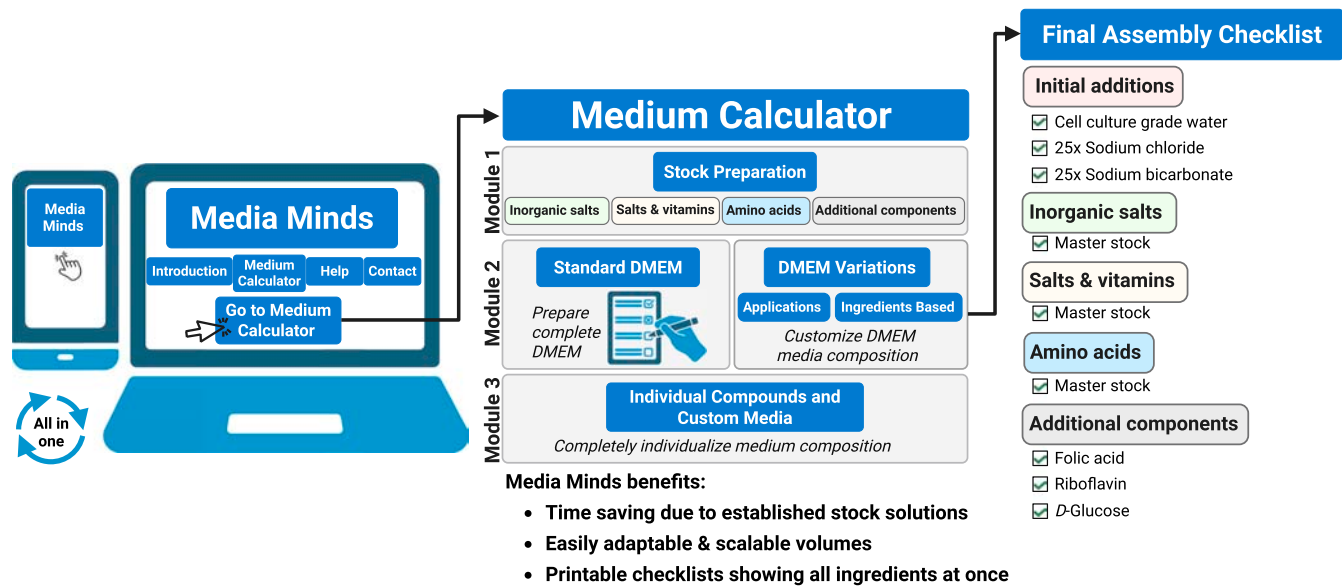 Media
Minds
All in
one
Media Minds
Introduction
Medium
Calculator
Help
Contact
Go to Medium
Calculator
Medium Calculator
Module 1
Stock Preparation
Inorganic salts
Salts & vitamins
Amino acids
Additional components
Module 2
Standard DMEM
Prepare
complete
DMEM
DMEM Variations
Applications
Ingredients Based
Customize DMEM
media composition
Module 3
Individual Compounds and
Custom Media
Completely individualize medium composition
Media Minds benefits:
• Time saving due to established stock solutions
• Easily adaptable & scalable volumes
• Printable checklists showing all ingredients at once
Final Assembly Checklist
Initial additions
Cell culture grade water
25x Sodium chloride
25x Sodium bicarbonate
Inorganic salts
Master stock
Salts & vitamins
Master stock
Amino acids
Master stock
Additional components
Folic acid
Riboflavin
D-Glucose